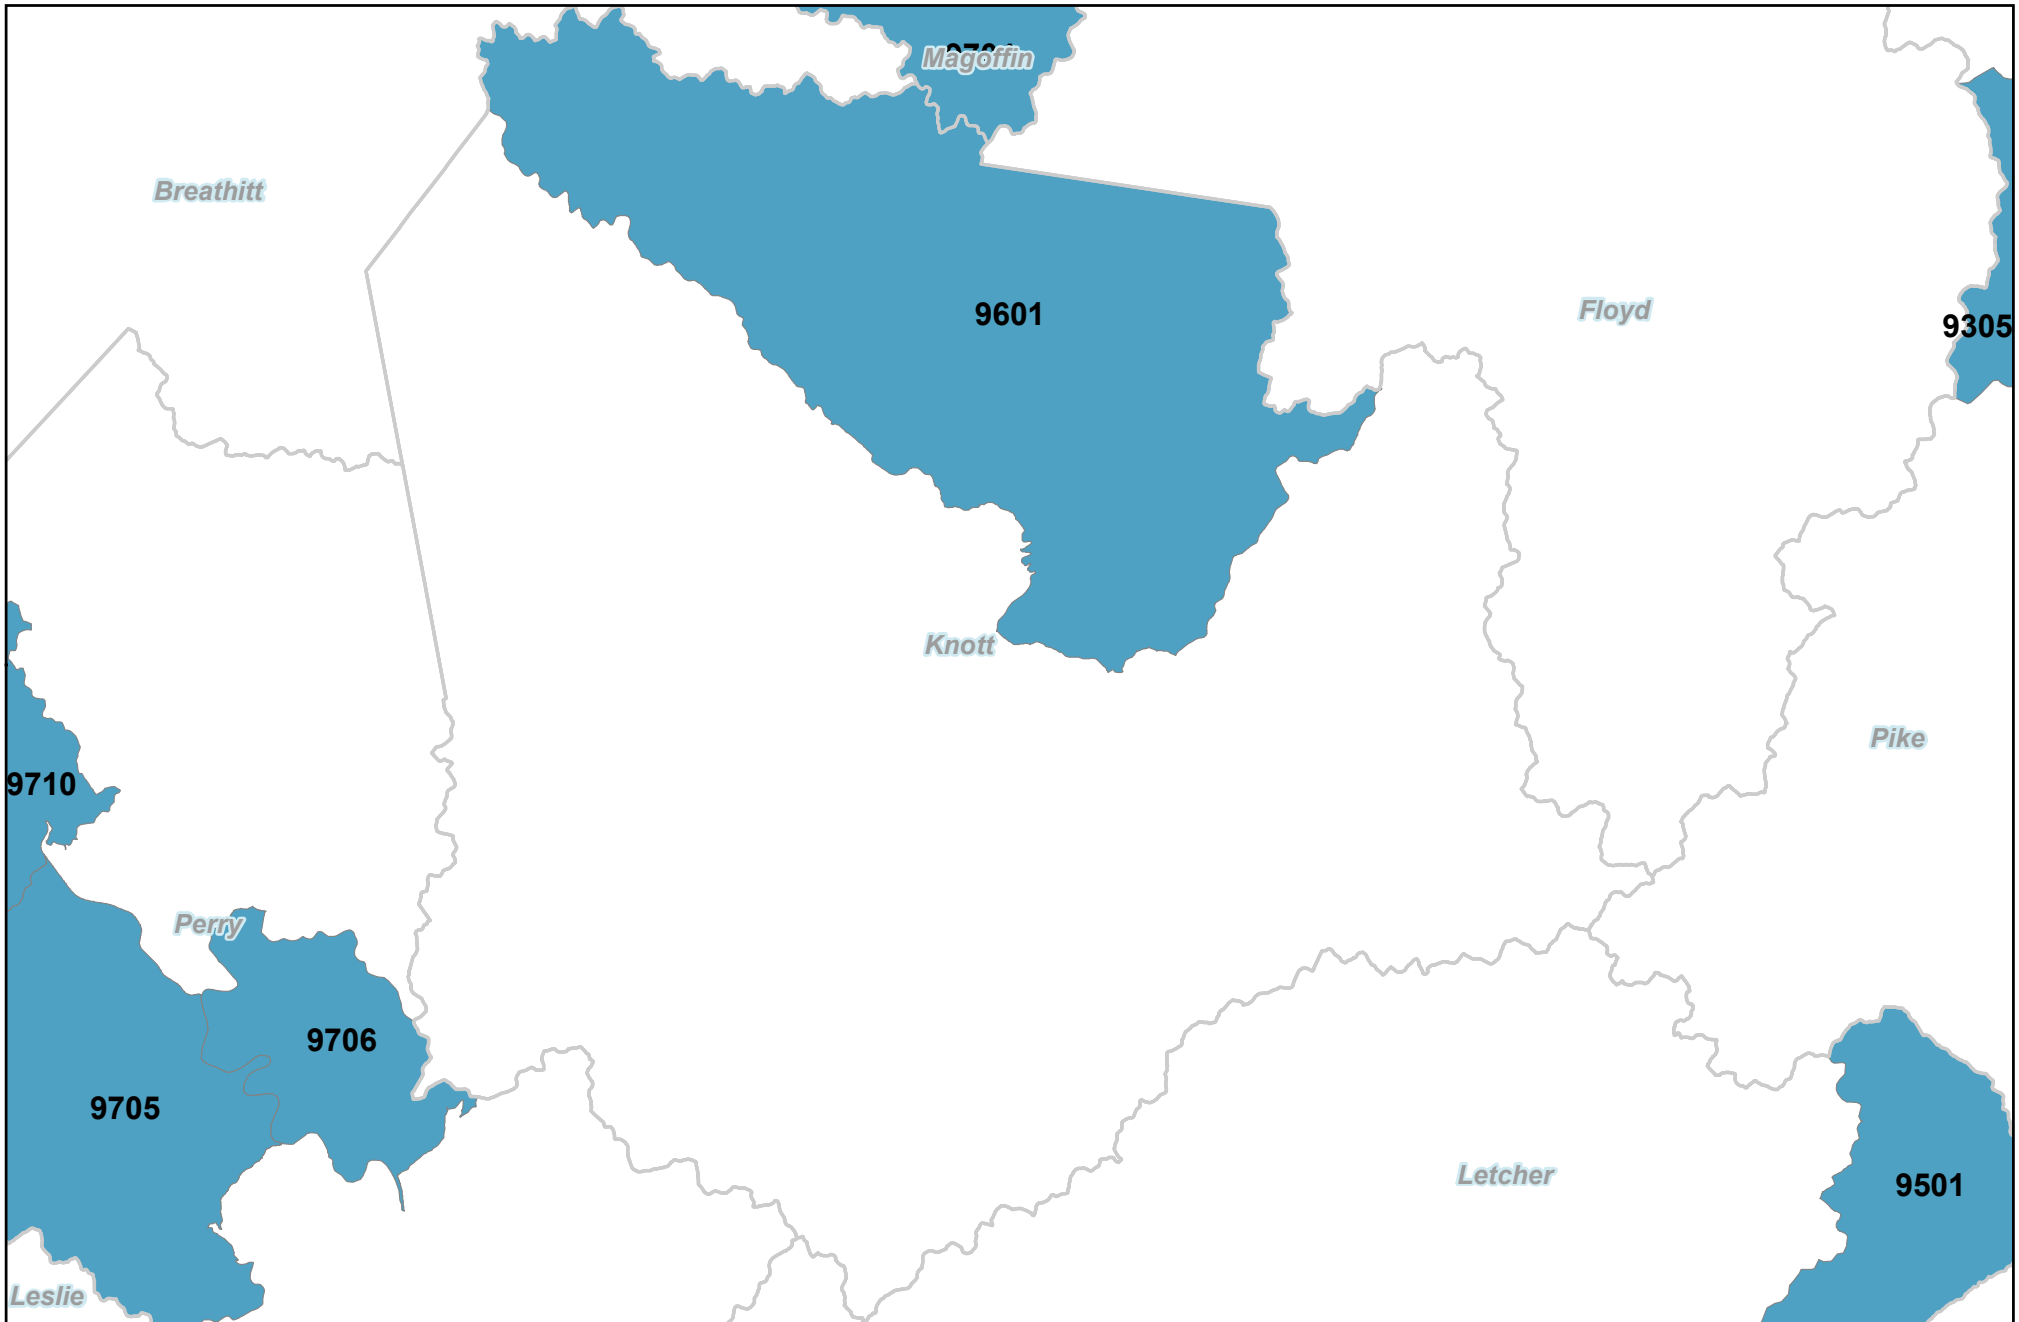 Magoffin
Breathitt
9601
Floyd
9305
Knott
Pike
9710
Perry
9706
9705
Letcher
9501
Leslie